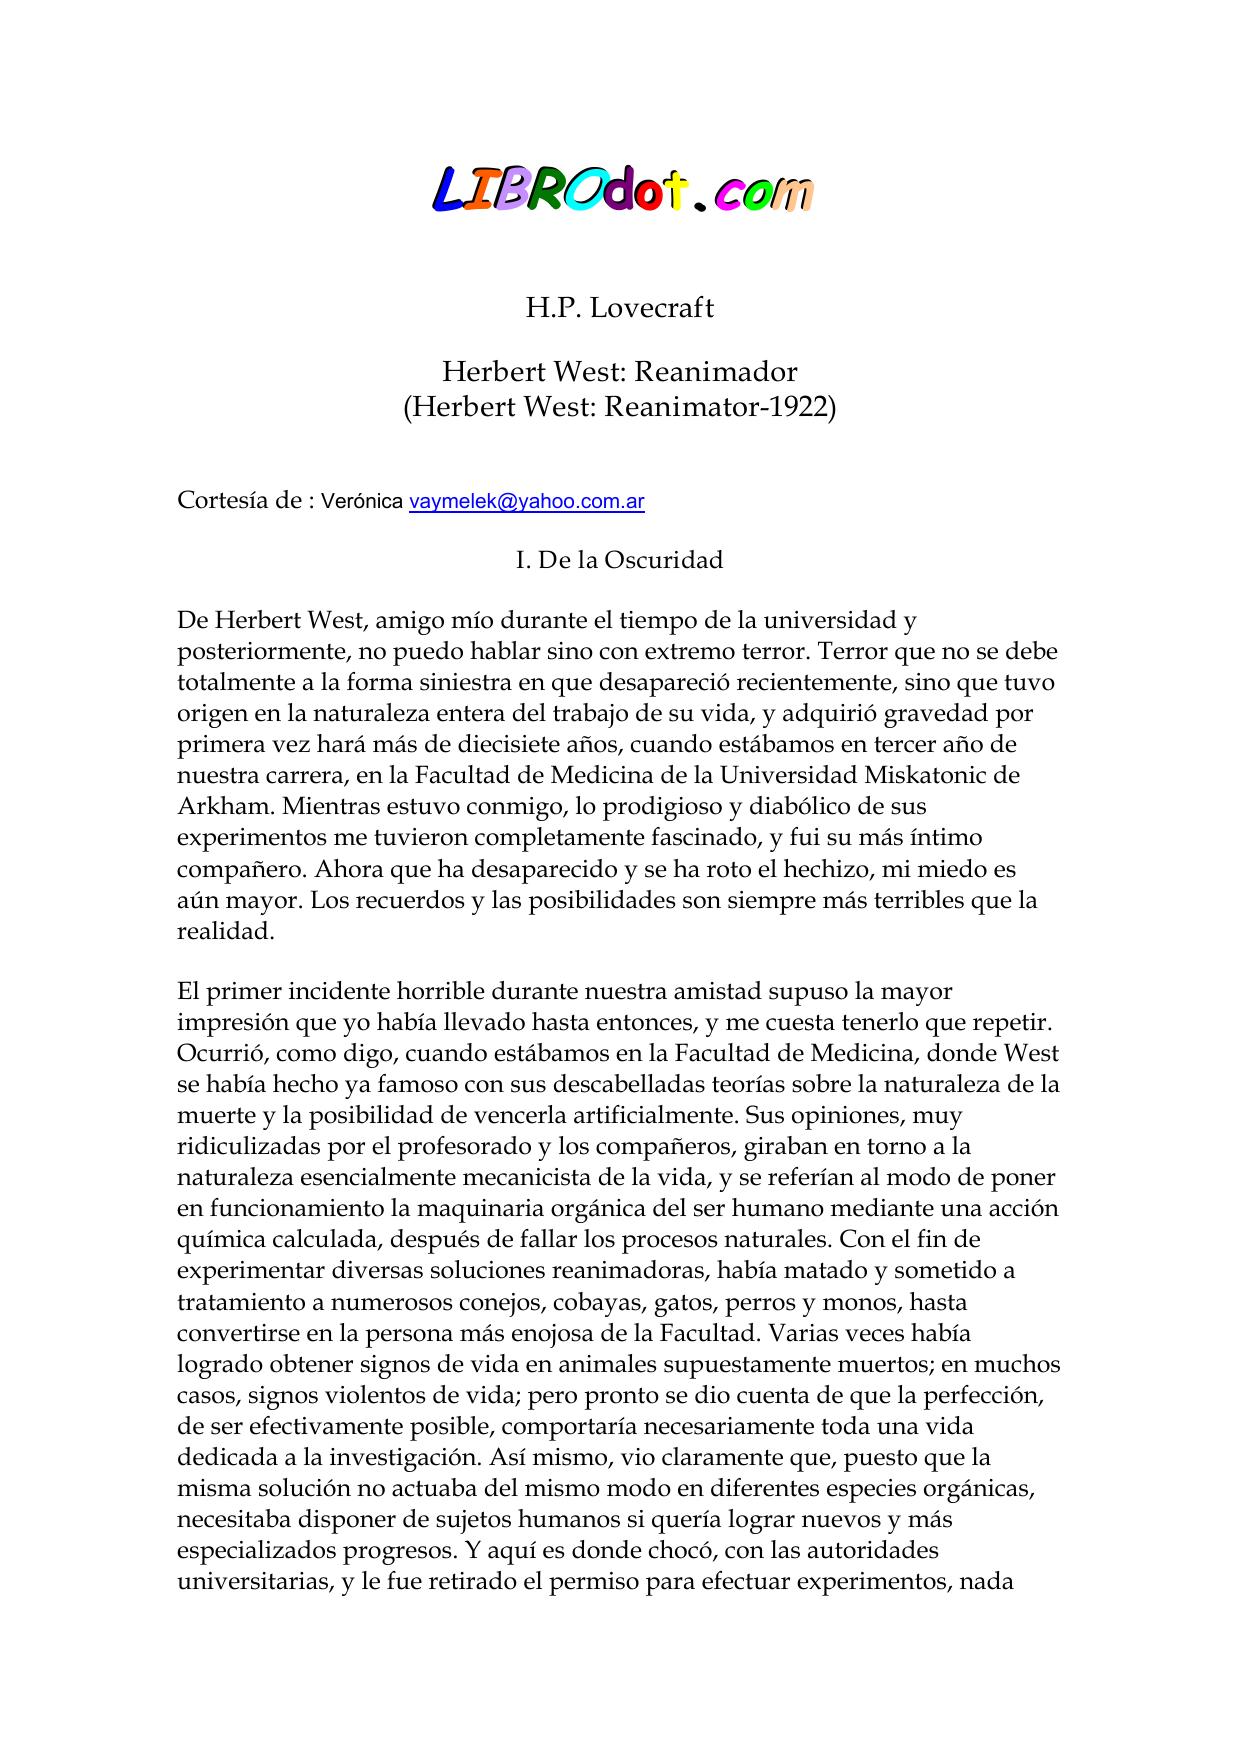 LIBROdot.com
H.P. Lovecraft
Herbert West: Reanimador
(Herbert West: Reanimator-1922)
Cortesía de : Verónica vaymelek@yahoo.com.ar
I. De la Oscuridad
De Herbert West, amigo mío durante el tiempo de la universidad y
posteriormente, no puedo hablar sino con extremo terror. Terror que no se debe
totalmente a la forma siniestra en que desapareció recientemente, sino que tuvo
origen en la naturaleza entera del trabajo de su vida, y adquirió gravedad por
primera vez hará más de diecisiete años, cuando estábamos en tercer año de
nuestra carrera, en la Facultad de Medicina de la Universidad Miskatonic de
Arkham. Mientras estuvo conmigo, lo prodigioso y diabólico de sus
experimentos me tuvieron completamente fascinado, y fui su más íntimo
compañero. Ahora que ha desaparecido y se ha roto el hechizo, mi miedo es
aún mayor. Los recuerdos y las posibilidades son siempre más terribles que la
realidad.
El primer incidente horrible durante nuestra amistad supuso la mayor
impresión que yo había llevado hasta entonces, y me cuesta tenerlo que repetir.
Ocurrió, como digo, cuando estábamos en la Facultad de Medicina, donde West
se había hecho ya famoso con sus descabelladas teorías sobre la naturaleza de la
muerte y la posibilidad de vencerla artificialmente. Sus opiniones, muy
ridiculizadas por el profesorado y los compañeros, giraban en torno a la
naturaleza esencialmente mecanicista de la vida, y se referían al modo de poner
en funcionamiento la maquinaria orgánica del ser humano mediante una acción
química calculada, después de fallar los procesos naturales. Con el fin de
experimentar diversas soluciones reanimadoras, había matado y sometido a
tratamiento a numerosos conejos, cobayas, gatos, perros y monos, hasta
convertirse en la persona más enojosa de la Facultad. Varias veces había
logrado obtener signos de vida en animales supuestamente muertos; en muchos
casos, signos violentos de vida; pero pronto se dio cuenta de que la perfección,
de ser efectivamente posible, comportaría necesariamente toda una vida
dedicada a la investigación. Así mismo, vio claramente que, puesto que la
misma solución no actuaba del mismo modo en diferentes especies orgánicas,
necesitaba disponer de sujetos humanos si quería lograr nuevos y más
especializados progresos. Y aquí es donde chocó, con las autoridades
universitarias, y le fue retirado el permiso para efectuar experimentos, nada